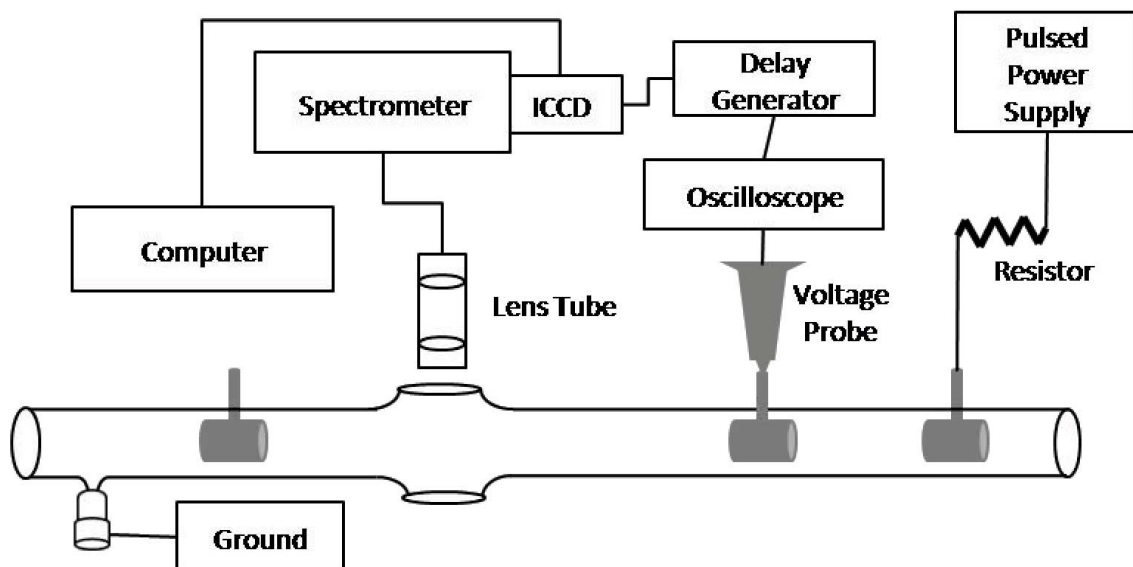 Pulsed
Power
Supply
Delay
Generator
Spectrometer
ICCD
Oscilloscope
Computer
Resistor
Lens Tube
Voltage
Probe
Ground